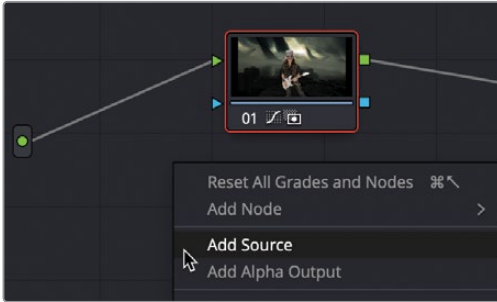 01
Reset All Grades and Nodes ⌘↖
Add Node >
Add Source
Add Alpha Output